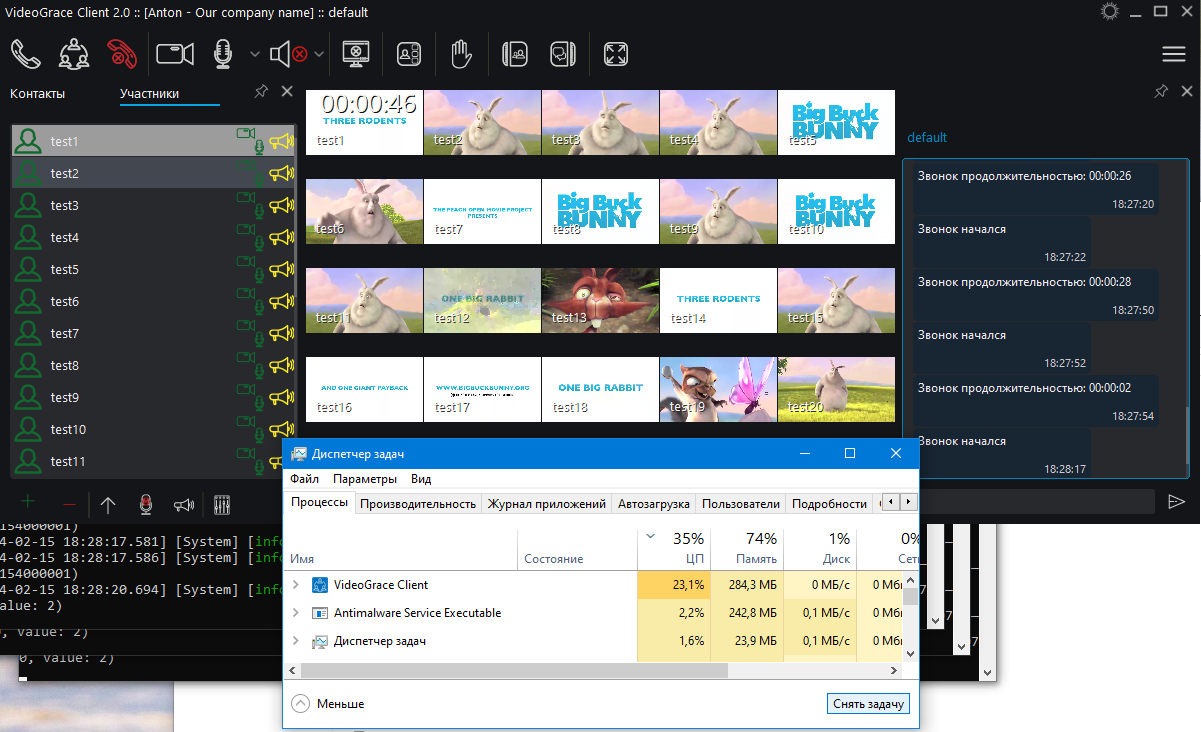 VideoGrace Client 2.0 :: [Anton - Our company name] :: default
Контакты
Участники
test1
test2
test3
test4
test5
test6
test7
test8
test9
test10
test11
00:00:46
THREE RODENTS
test1
test2
test3
test4
Big Buck
BUNNY
test5
test6
THE PEACH OPEN MOVIE PROJECT
PRESENTS
test7
Big Buck
BUNNY
test8
test9
Big Buck
BUNNY
test10
test11
ONE BIG RABBIT
test12
test13
THREE RODENTS
test14
test15
AND ONE GIANT PAYBACK
test16
WWW.BIGBUCKBUNNY.ORG
test17
ONE BIG RABBIT
test18
test19
test20
default
Звонок продолжительностью: 00:00:26
18:27:20
Звонок начался
18:27:22
Звонок продолжительностью: 00:00:28
18:27:50
Звонок начался
18:27:52
Звонок продолжительностью: 00:00:02
18:27:54
Звонок начался
18:28:17
154000001)
4-02-15 18:28:17.581] [System] [info
4-02-15 18:28:17.586] [System] [info
154000001)
4-02-15 18:28:20.694] [System] [info
alue: 2)
, value: 2)
0, value: 2)
Диспетчер задач
Файл Параметры Вид
Процессы Производительность Журнал приложений Автозагрузка Пользователи Подробности
35% 74% 1% 0%
Имя Состояние ЦП Память Диск Сеть
VideoGrace Client 23,1% 284,3 МБ 0 МБ/с 0 Мб
Antimalware Service Executable 2,2% 242,8 МБ 0,1 МБ/с 0 Мб
Диспетчер задач 1,6% 23,9 МБ 0,1 МБ/с 0 Мб
Меньше
Снять задачу